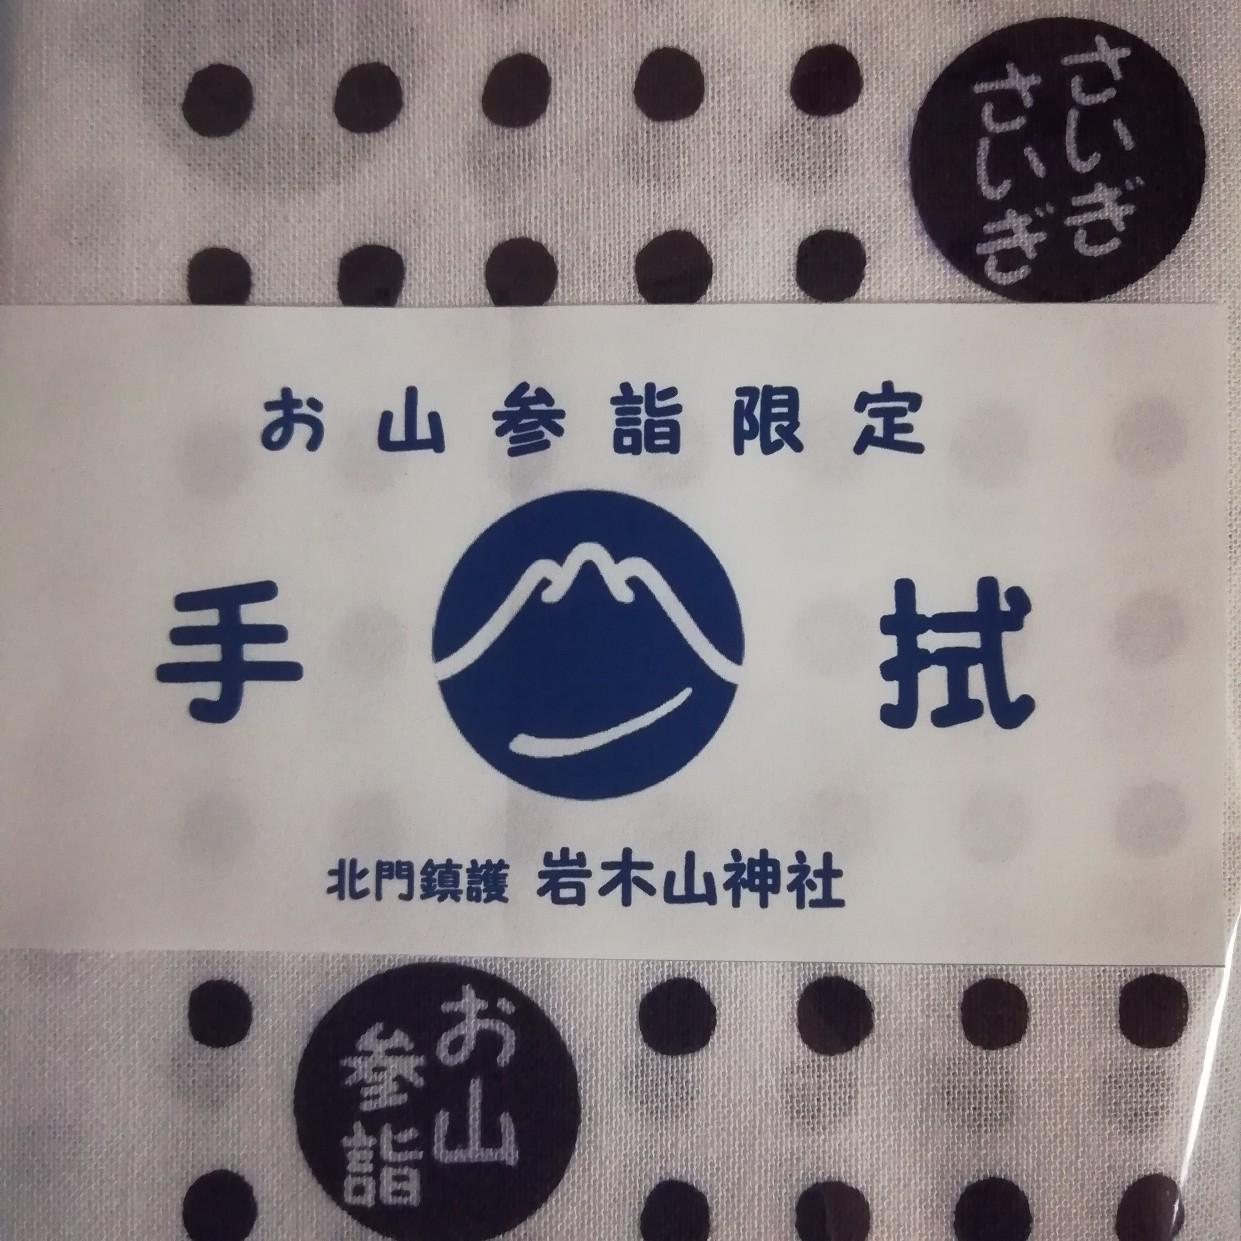 さいぎ
さいぎ
お山参詣限定
手拭
北門鎮護 岩木山神社
お山
参詣